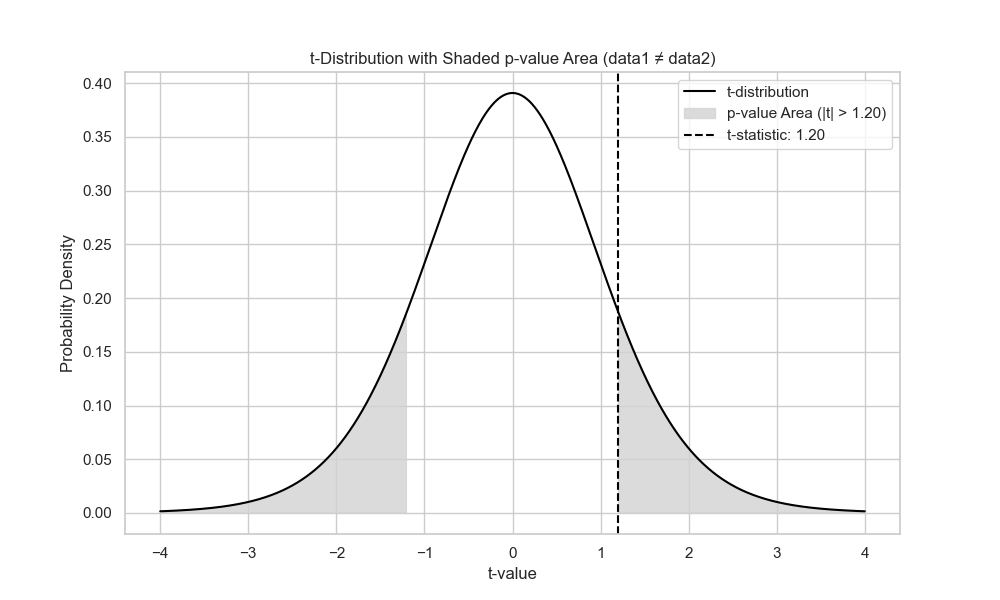 t-Distribution with Shaded p-value Area (data1 ≠ data2)
t-distribution
p-value Area (|t| > 1.20)
t-statistic: 1.20
Probability Density
0.40
0.35
0.30
0.25
0.20
0.15
0.10
0.05
0.00
−4 −3 −2 −1 0 1 2 3 4
t-value